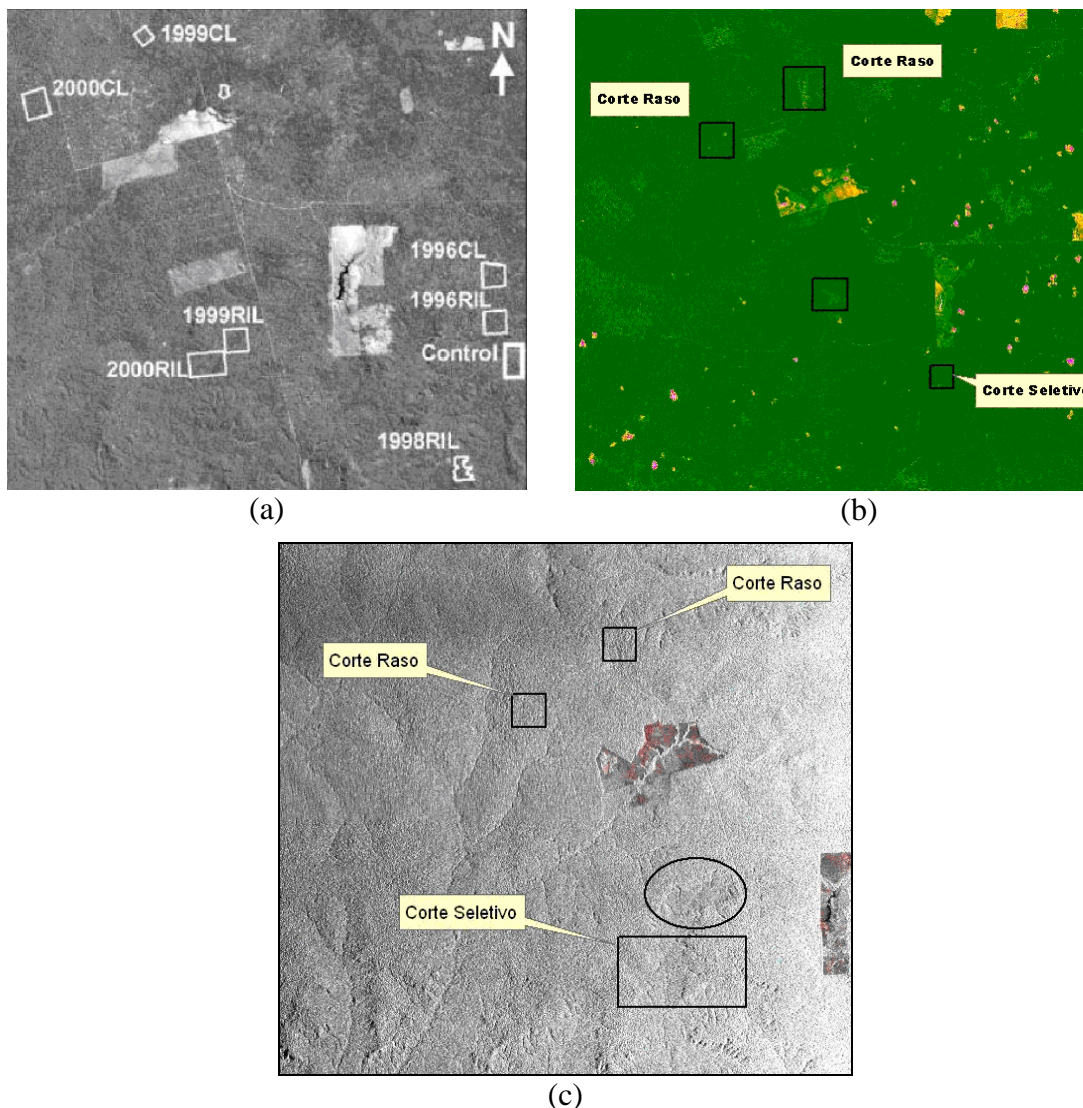 1999CL
N
2000CL
1996CL
1996RIL
1999RIL
Control
2000RIL
1998RIL
(a)
Corte Raso
Corte Raso
Corte Seletivo
(b)
Corte Raso
Corte Raso
Corte Seletivo
(c)